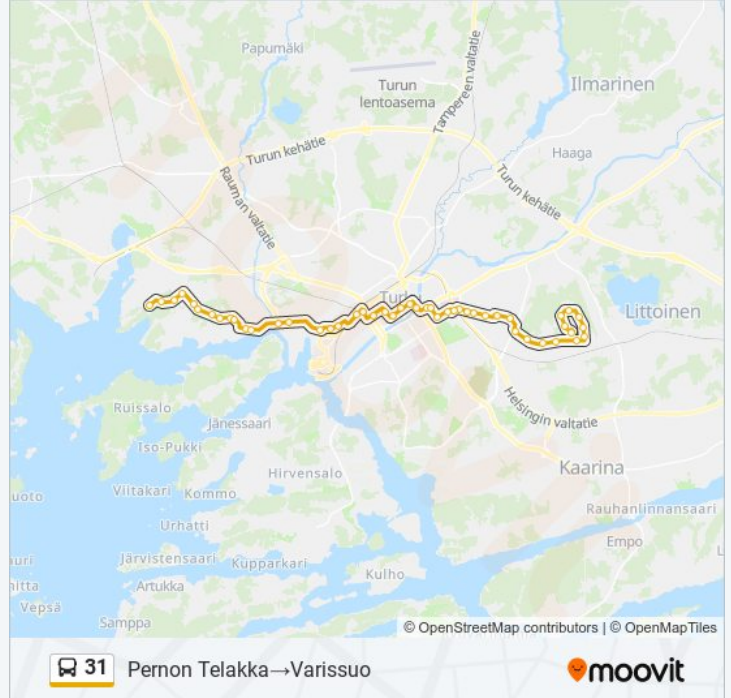 Papumäki
Turun
lentoasema
Tampereen valtatie
Ilmarinen
Turun kehätie
Haaga
Rauman valtatie
Turun kehätie
Littoinen
Ruissalo
Jänessaari
Helsingin valtatie
Iso-Pukki
Viitakari
Kommo
Hirvensalo
Kaarina
uoto
Urhatti
Rauhanlinnansaari
Järvistensaari
Kupparkari
Empo
Artukka
Kulho
Vepsä
Samppa
© OpenStreetMap contributors | © OpenMapTiles
31 Pernon Telakka→Varissuo
moovit